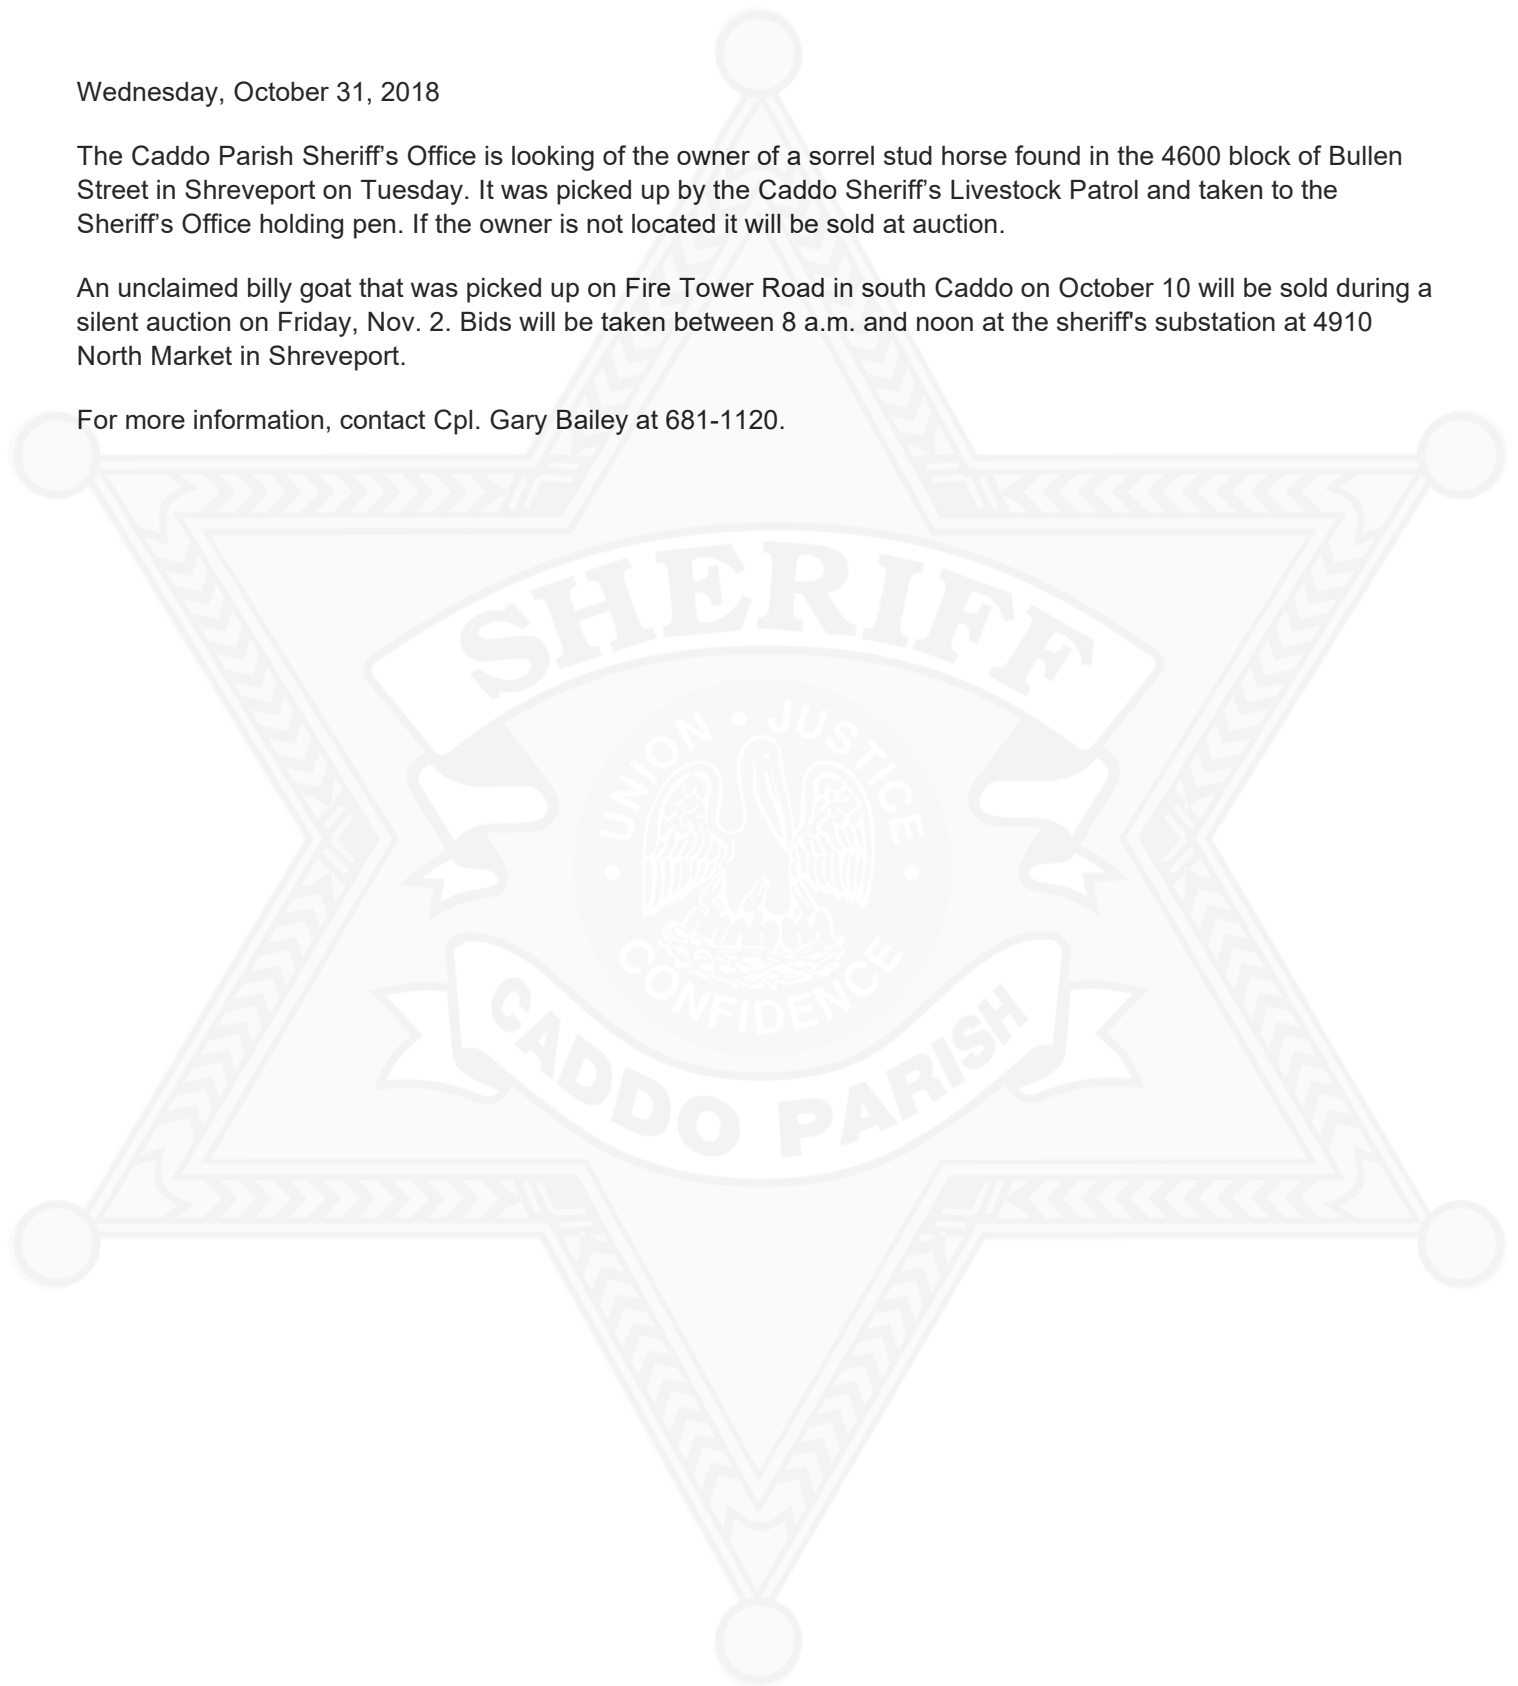 Wednesday, October 31, 2018
The Caddo Parish Sheriff’s Office is looking of the owner of a sorrel stud horse found in the 4600 block of Bullen
Street in Shreveport on Tuesday. It was picked up by the Caddo Sheriff’s Livestock Patrol and taken to the
Sheriff’s Office holding pen. If the owner is not located it will be sold at auction.
An unclaimed billy goat that was picked up on Fire Tower Road in south Caddo on October 10 will be sold during a
silent auction on Friday, Nov. 2. Bids will be taken between 8 a.m. and noon at the sheriff's substation at 4910
North Market in Shreveport.
For more information, contact Cpl. Gary Bailey at 681-1120.
SHERIFF
UNION • JUSTICE
• CONFIDENCE •
CADDO PARISH